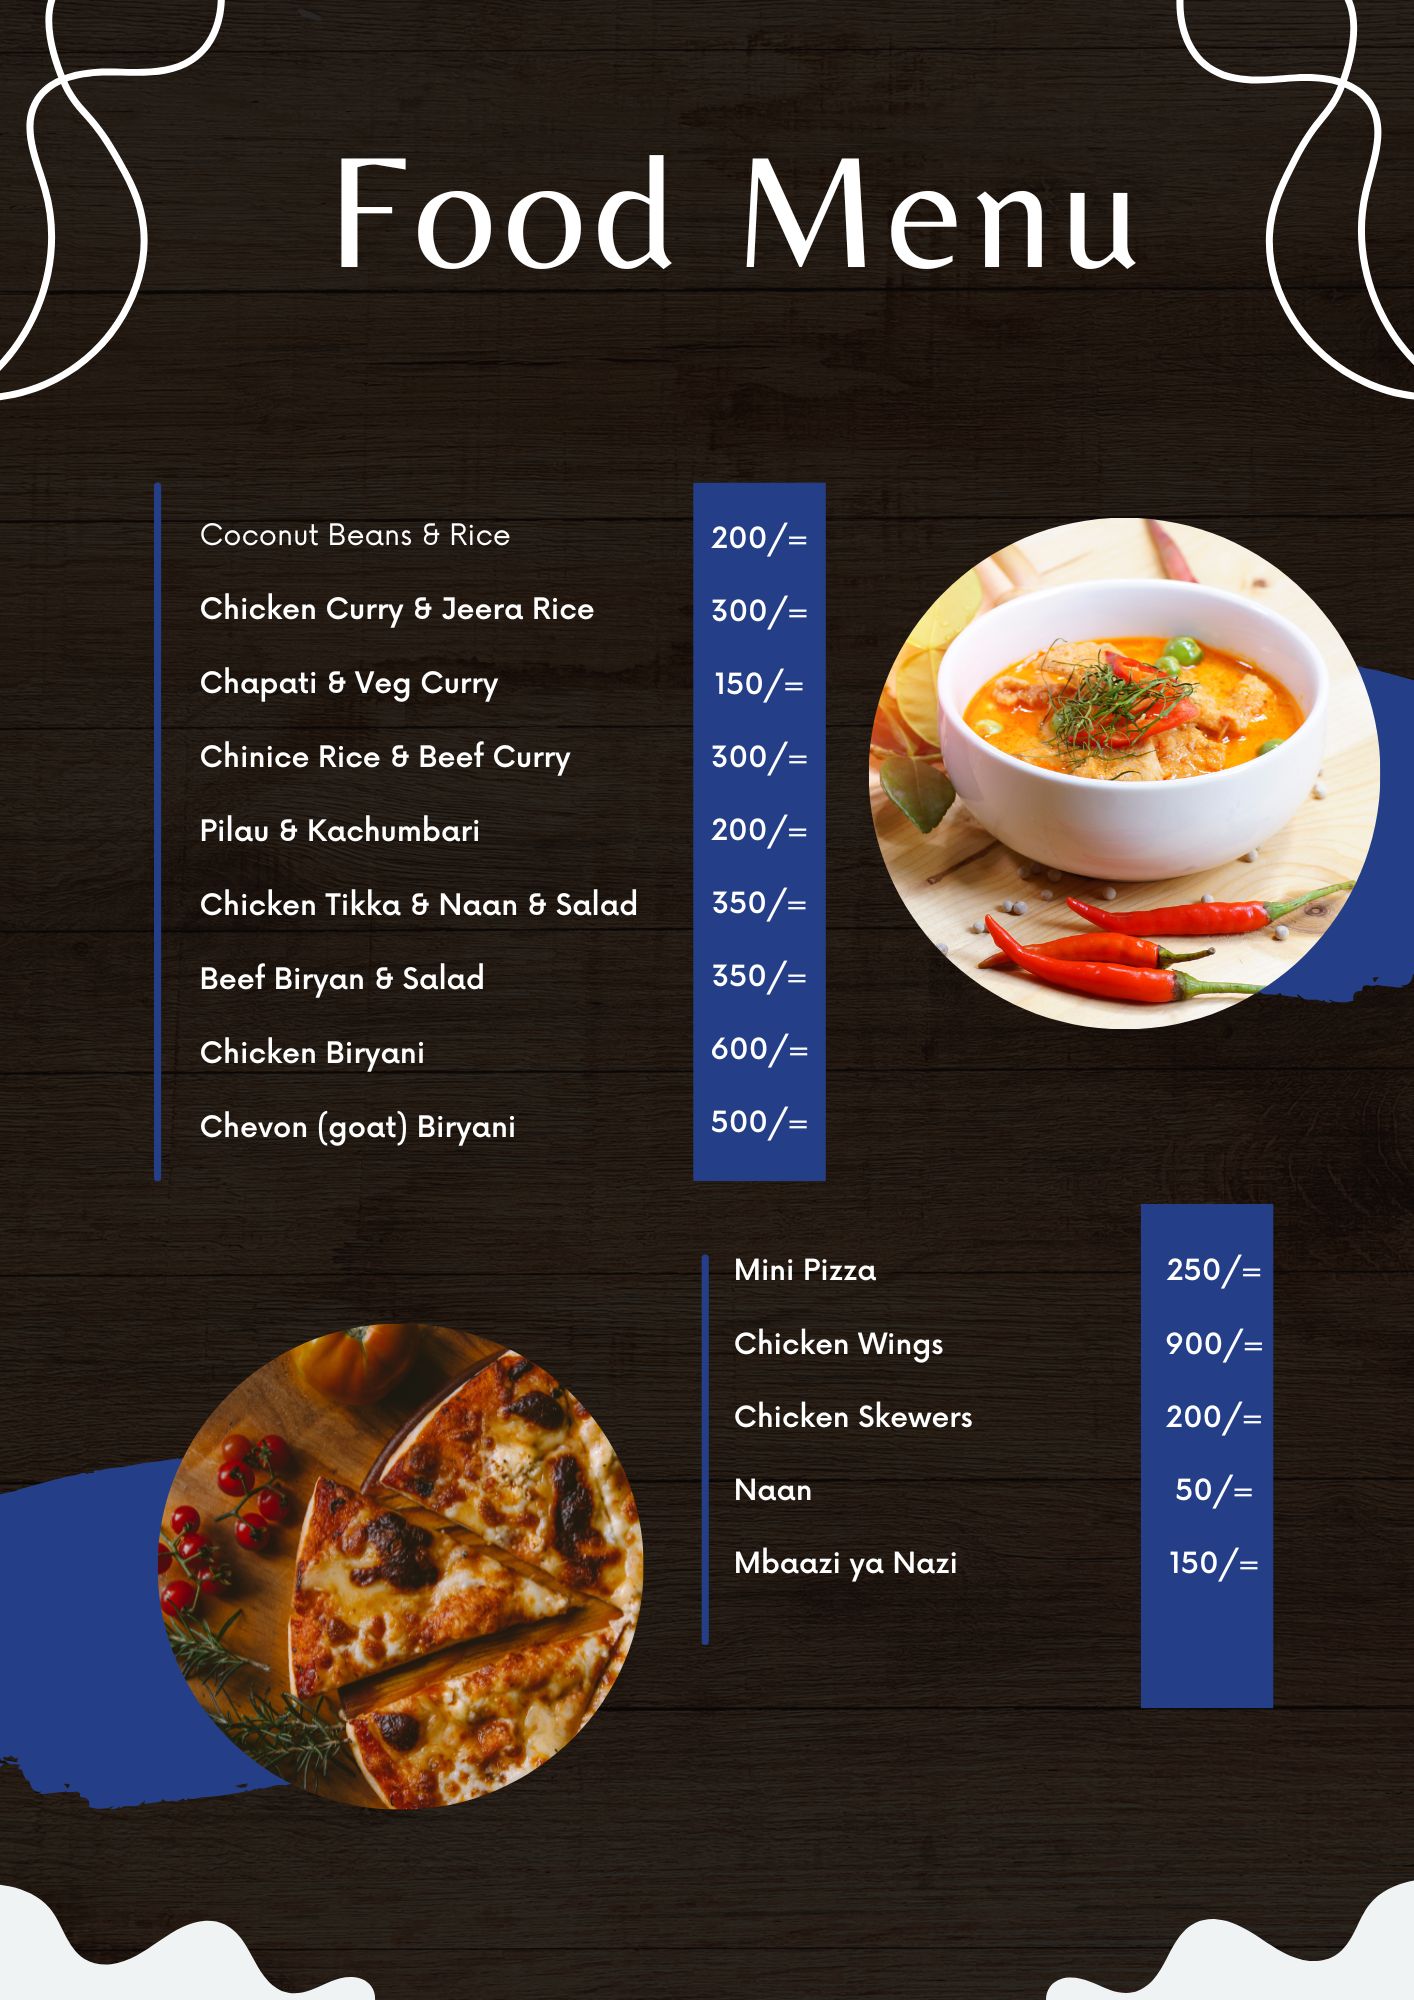 Food Menu
Coconut Beans & Rice 200/=
Chicken Curry & Jeera Rice 300/=
Chapati & Veg Curry 150/=
Chinice Rice & Beef Curry 300/=
Pilau & Kachumbari 200/=
Chicken Tikka & Naan & Salad 350/=
Beef Biryan & Salad 350/=
Chicken Biryani 600/=
Chevon (goat) Biryani 500/=
Mini Pizza 250/=
Chicken Wings 900/=
Chicken Skewers 200/=
Naan 50/=
Mbaazi ya Nazi 150/=